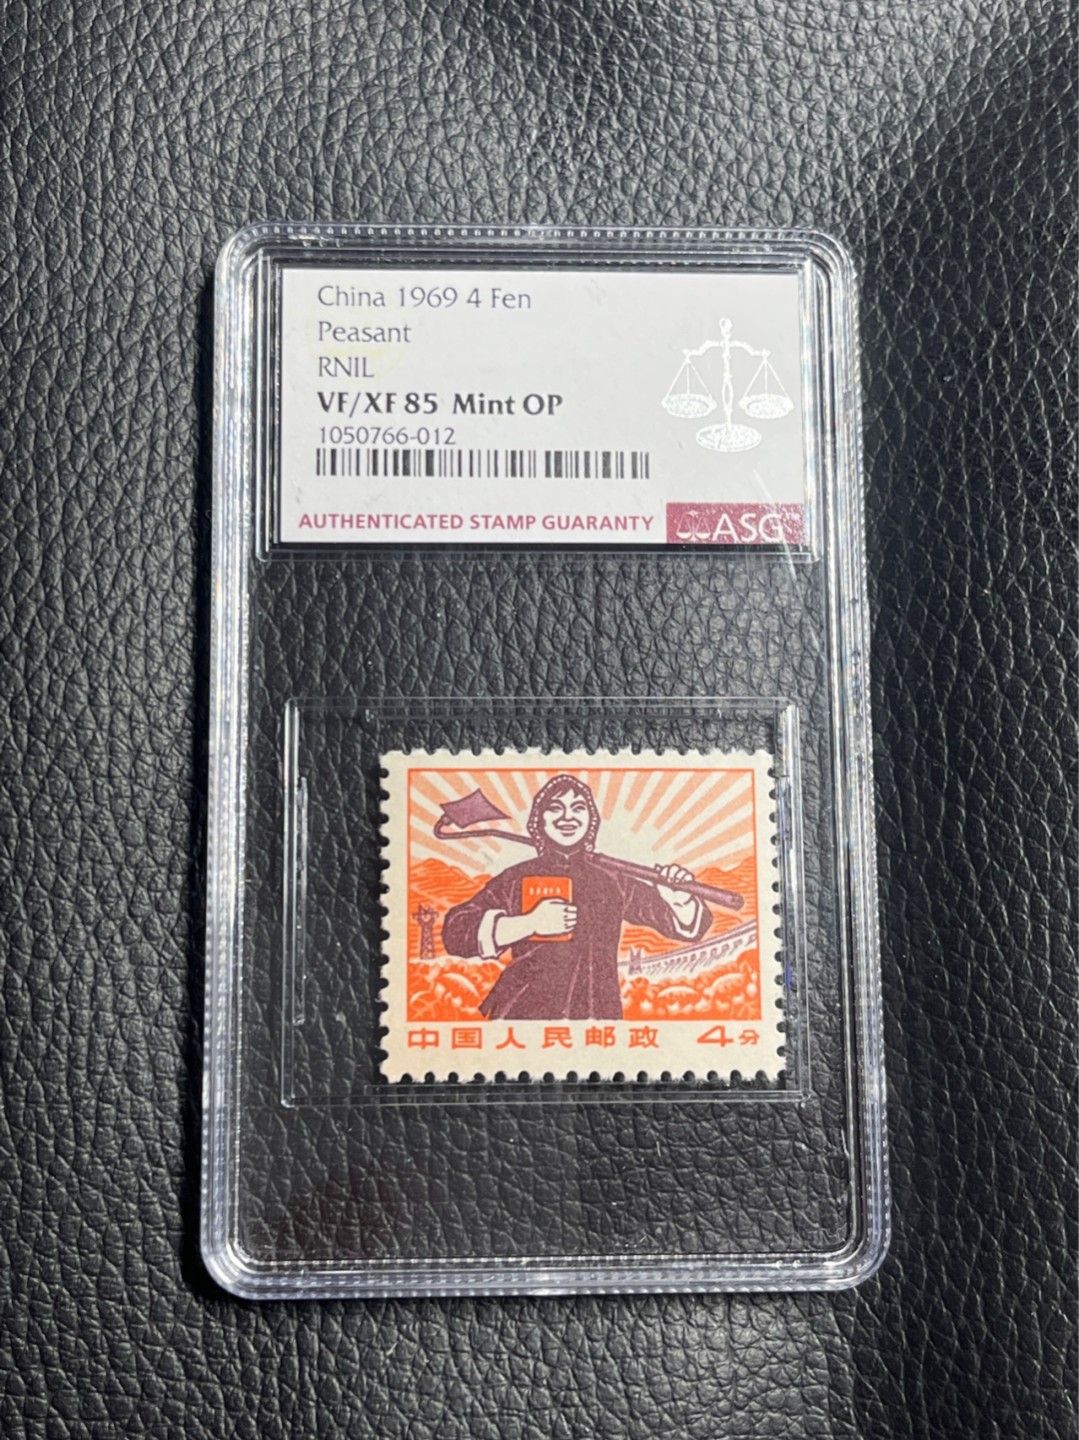 China 1969 4 Fen
Peasant
RNIL
VF/XF 85 Mint OP
1050766-012
AUTHENTICATED STAMP GUARANTY ASG
中国人民邮政 4分